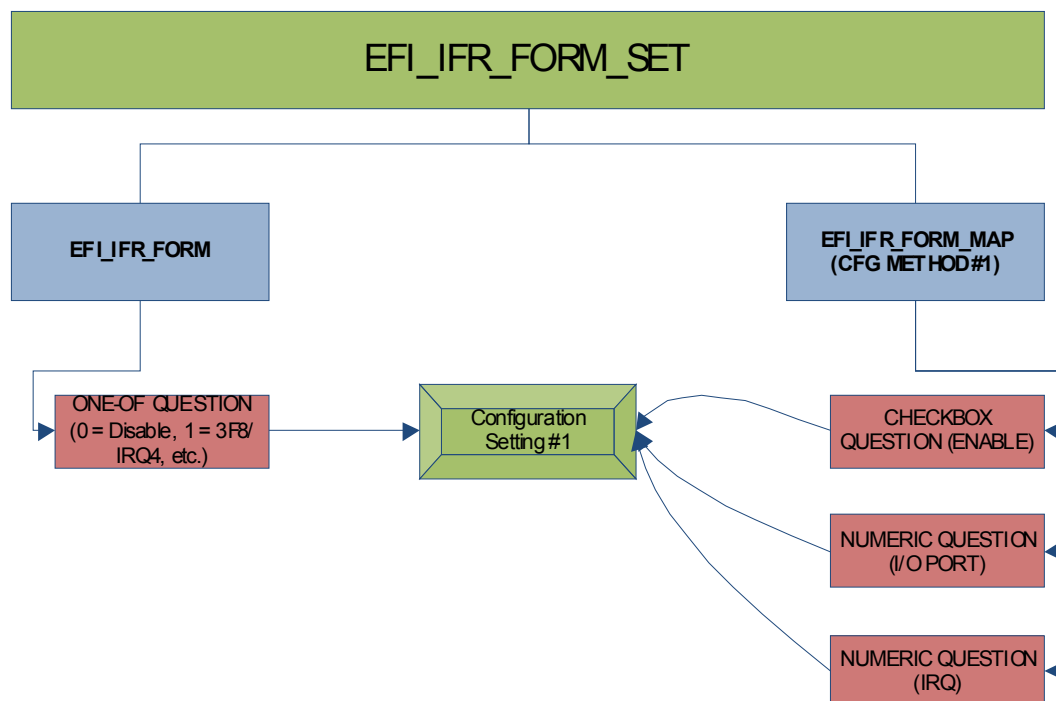 EFI_IFR_FORM_SET
EFI_IFR_FORM
EFI_IFR_FORM_MAP
(CFG METHOD #1)
ONE-OF QUESTION
(0 = Disable, 1 = 3F8/
IRQ4, etc.)
Configuration
Setting #1
CHECKBOX
QUESTION (ENABLE)
NUMERIC QUESTION
(I/O PORT)
NUMERIC QUESTION
(IRQ)